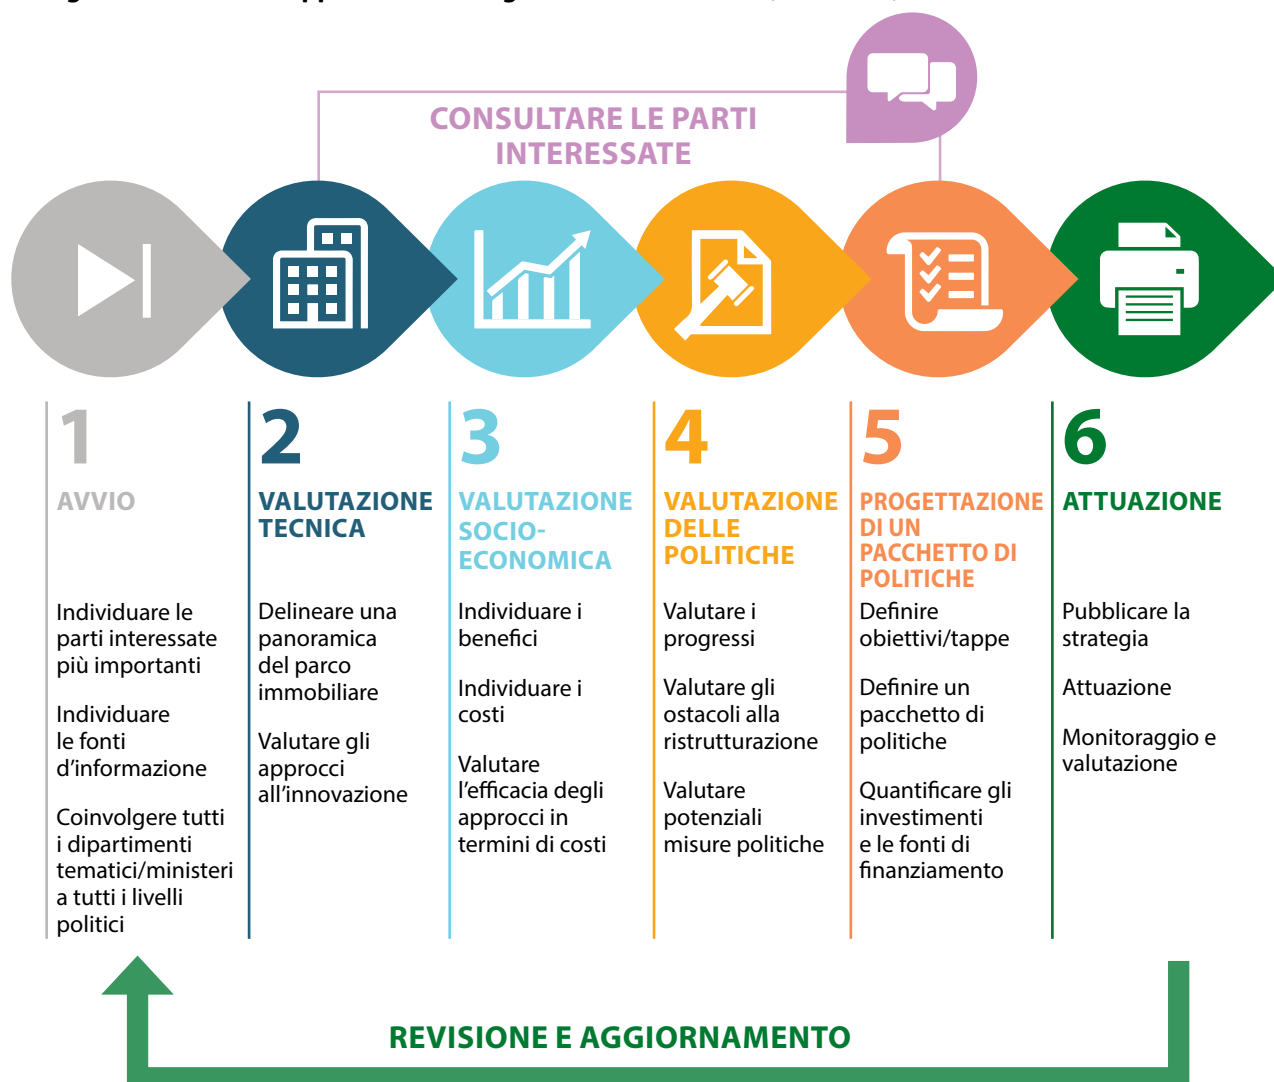 CONSULTARE LE PARTI
INTERESSATE
1
AVVIO
Individuare le
parti interessate
più importanti
Individuare
le fonti
d'informazione
Coinvolgere tutti
i dipartimenti
tematici/ministeri
a tutti i livelli
politici
2
VALUTAZIONE
TECNICA
Delineare una
panoramica
del parco
immobiliare
Valutare gli
approcci
all'innovazione
3
VALUTAZIONE
SOCIO-
ECONOMICA
Individuare i
benefici
Individuare i
costi
Valutare
l'efficacia degli
approcci in
termini di costi
4
VALUTAZIONE
DELLE
POLITICHE
Valutare i
progressi
Valutare gli
ostacoli alla
ristrutturazione
Valutare
potenziali
misure politiche
5
PROGETTAZIONE
DI UN
PACCHETTO DI
POLITICHE
Definire
obiettivi/tappe
Definire un
pacchetto di
politiche
Quantificare gli
investimenti
e le fonti di
finanziamento
6
ATTUAZIONE
Pubblicare la
strategia
Attuazione
Monitoraggio e
valutazione
REVISIONE E AGGIORNAMENTO